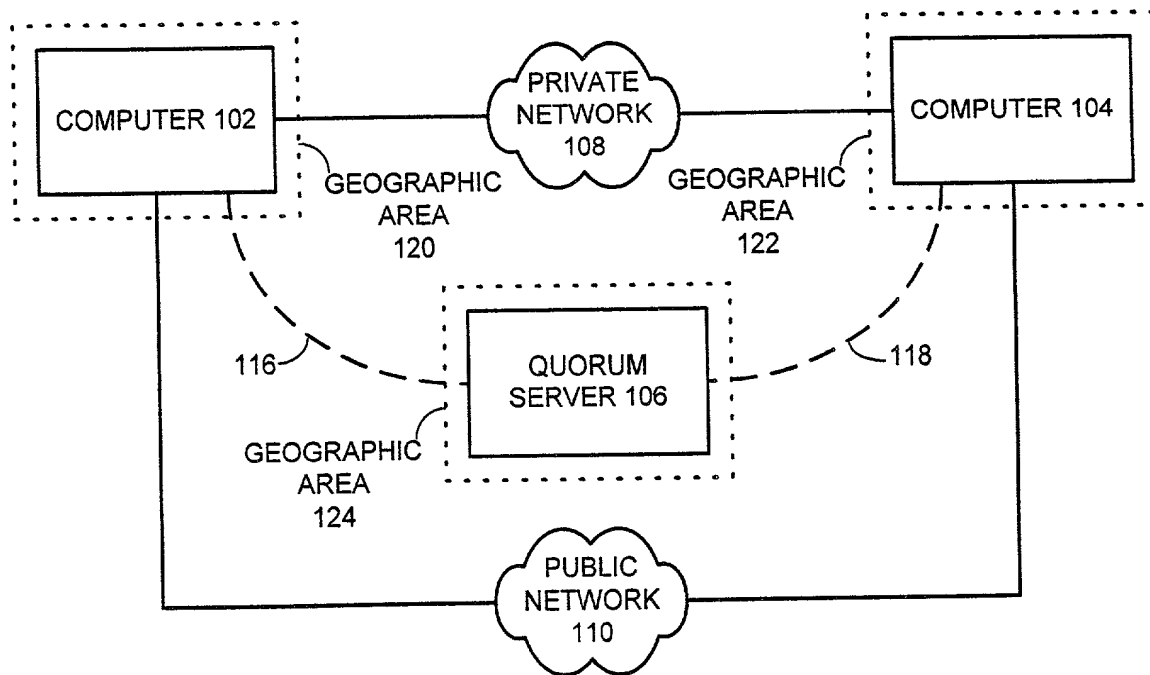 COMPUTER 102
PRIVATE
NETWORK
108
COMPUTER 104
GEOGRAPHIC
AREA
120
GEOGRAPHIC
AREA
122
116
QUORUM
SERVER 106
118
GEOGRAPHIC
AREA
124
PUBLIC
NETWORK
110